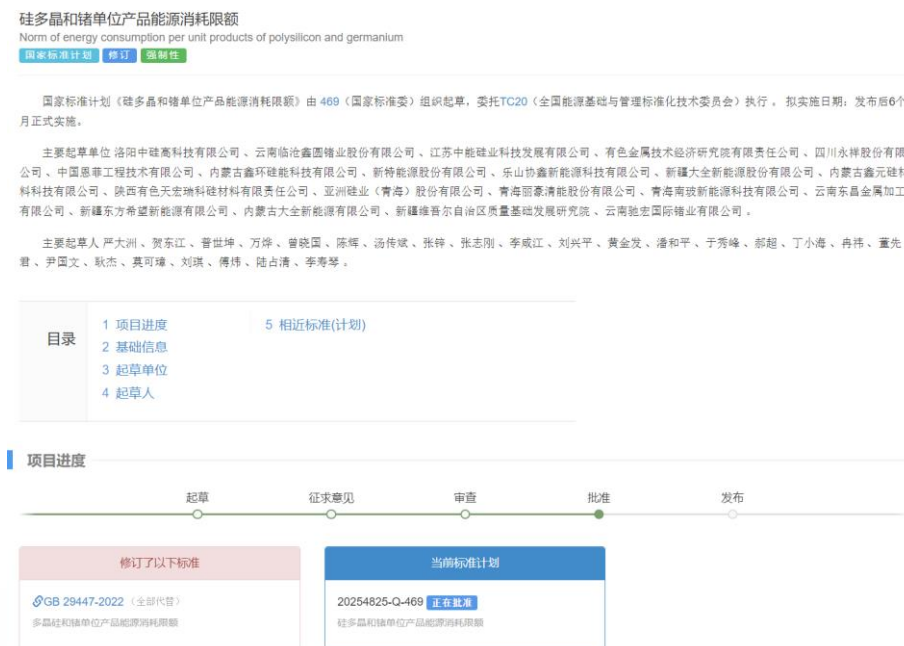 硅多晶和锗单位产品能源消耗限额
Norm of energy consumption per unit products of polysilicon and germanium
国家标准计划 修订 强制性
国家标准计划《硅多晶和锗单位产品能源消耗限额》由 469（国家标准委）组织起草，委托TC20（全国能源基础与管理标准化技术委员会）执行 。 拟实施日期：发布后6个
月正式实施。
主要起草单位 洛阳中硅高科技有限公司 、云南临沧鑫圆锗业股份有限公司 、江苏中能硅业科技发展有限公司 、有色金属技术经济研究院有限责任公司 、四川永祥股份有限
公司 、中国恩菲工程技术有限公司 、内蒙古鑫环硅能科技有限公司 、新特能源股份有限公司 、乐山协鑫新能源科技有限公司 、新疆大全新能源股份有限公司 、内蒙古鑫元硅材
料科技有限公司 、陕西有色天宏瑞科硅材料有限责任公司 、亚洲硅业（青海）股份有限公司 、青海丽豪清能股份有限公司 、青海南玻新能源科技有限公司 、云南东昌金属加工
有限公司 、新疆东方希望新能源有限公司 、内蒙古大全新能源有限公司 、新疆维吾尔自治区质量基础发展研究院 、云南驰宏国际锗业有限公司 。
主要起草人 严大洲 、贺东江 、普世坤 、万烨 、曾晓国 、陈辉 、汤传斌 、张锌 、张志刚 、李咸江 、刘兴平 、黄金发 、潘和平 、于秀峰 、郝超 、丁小海 、冉祎 、董先
君 、尹国文 、耿杰 、莫可璋 、刘琪 、傅炜 、陆占清 、李寿琴 。
目录
1 项目进度
2 基础信息
3 起草单位
4 起草人
5 相近标准(计划)
项目进度
起草 征求意见 审查 批准 发布
修订了以下标准
GB 29447-2022 （全部代替）
多晶硅和锗单位产品能源消耗限额
当前标准计划
20254825-Q-469 正在批准
硅多晶和锗单位产品能源消耗限额